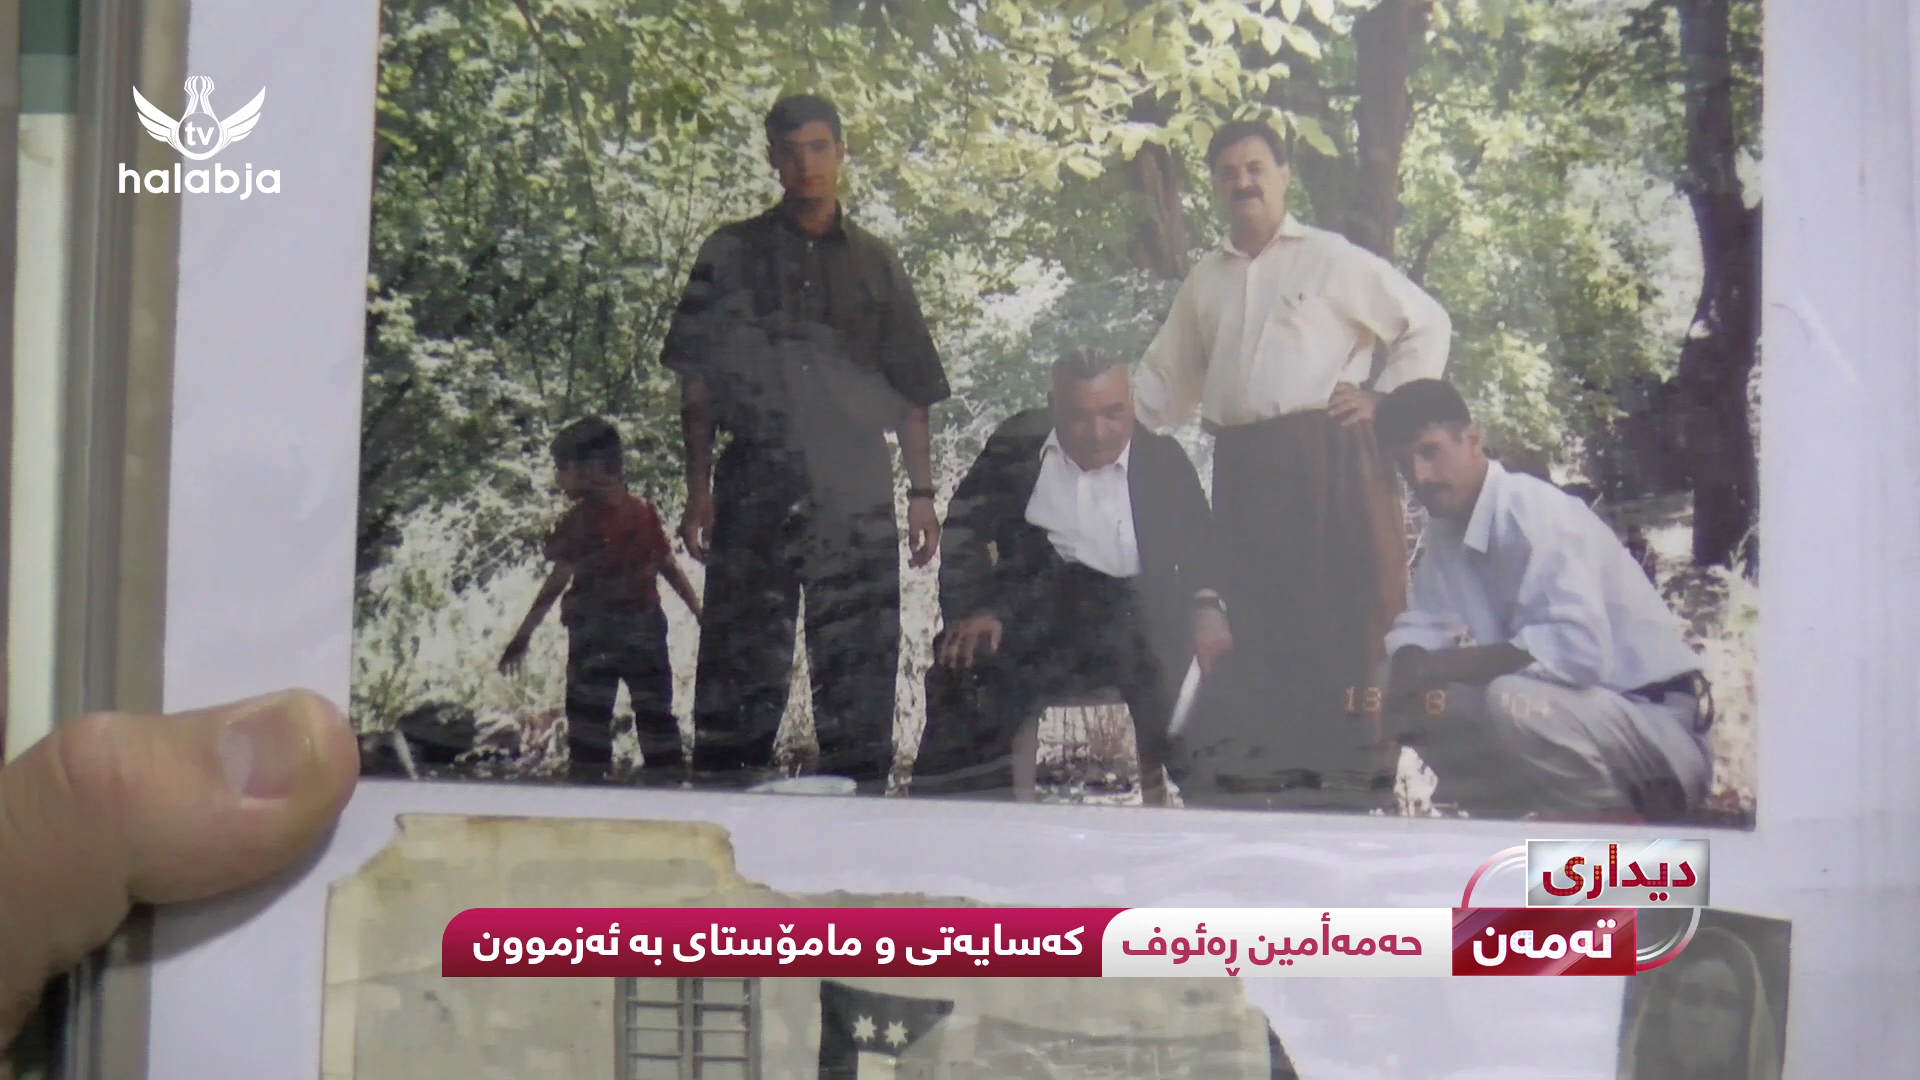 tv
halabja
13 8 '04
دیداری
تەمەن
حەمەأمین ڕەئوف
کەسایەتی و مامۆستای بە ئەزموون